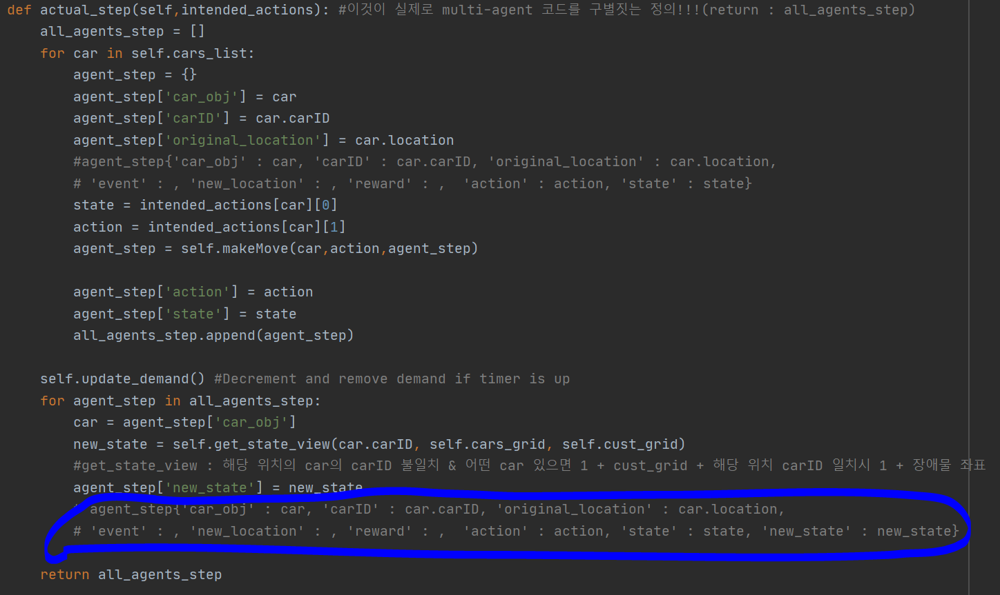 def actual_step(self,intended_actions): #이것이 실제로 multi-agent 코드를 구별짓는 정의!!!(return : all_agents_step)
    all_agents_step = []
    for car in self.cars_list:
        agent_step = {}
        agent_step['car_obj'] = car
        agent_step['carID'] = car.carID
        agent_step['original_location'] = car.location
        #agent_step{'car_obj' : car, 'carID' : car.carID, 'original_location' : car.location,
        # 'event' : , 'new_location' : , 'reward' : ,  'action' : action, 'state' : state}
        state = intended_actions[car][0]
        action = intended_actions[car][1]
        agent_step = self.makeMove(car,action,agent_step)
        agent_step['action'] = action
        agent_step['state'] = state
        all_agents_step.append(agent_step)
    self.update_demand() #Decrement and remove demand if timer is up
    for agent_step in all_agents_step:
        car = agent_step['car_obj']
        new_state = self.get_state_view(car.carID, self.cars_grid, self.cust_grid)
        #get_state_view : 해당 위치의 car의 carID 불일치 & 어떤 car 있으면 1 + cust_grid + 해당 위치 carID 일치시 1 + 장애물 좌표
        agent_step['new_state'] = new_state
        # agent_step{'car_obj' : car, 'carID' : car.carID, 'original_location' : car.location,
        # 'event' : , 'new_location' : , 'reward' : ,  'action' : action, 'state' : state, 'new_state' : new_state}
    return all_agents_step